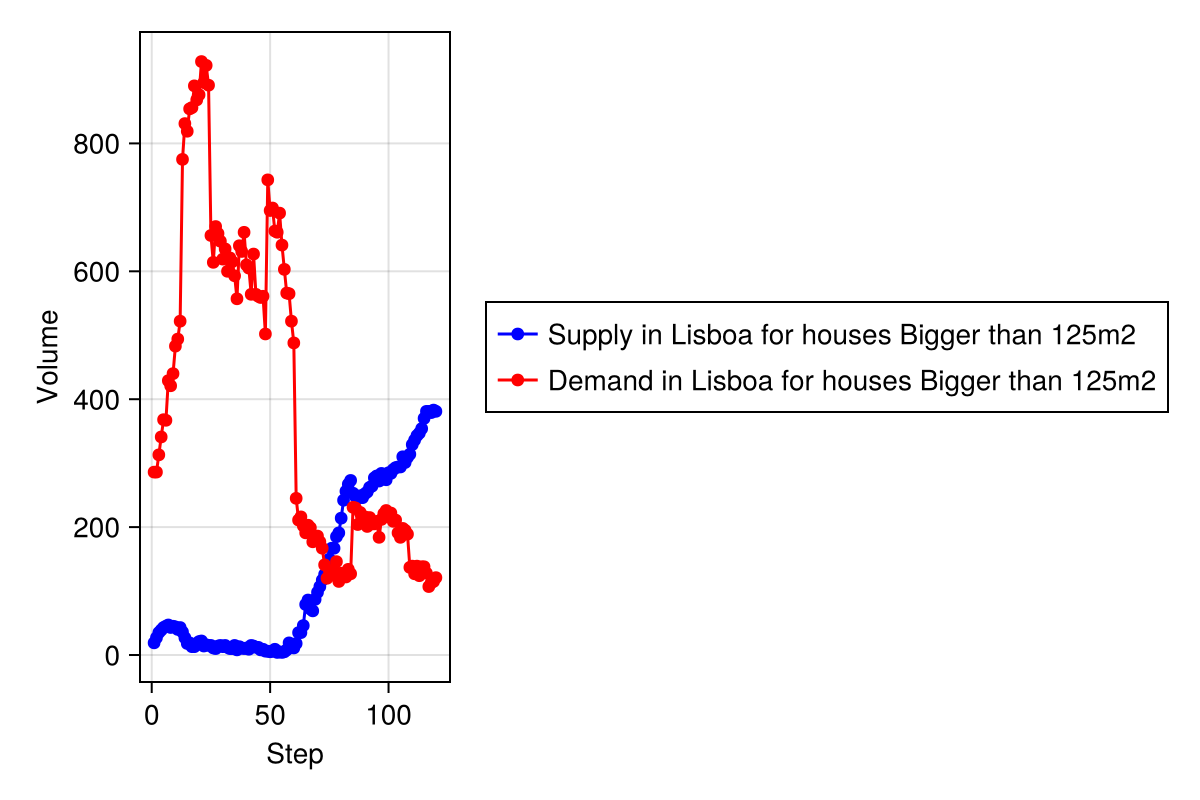 800
600
400
200
0
Volume
0 50 100
Step
Supply in Lisboa for houses Bigger than 125m2
Demand in Lisboa for houses Bigger than 125m2